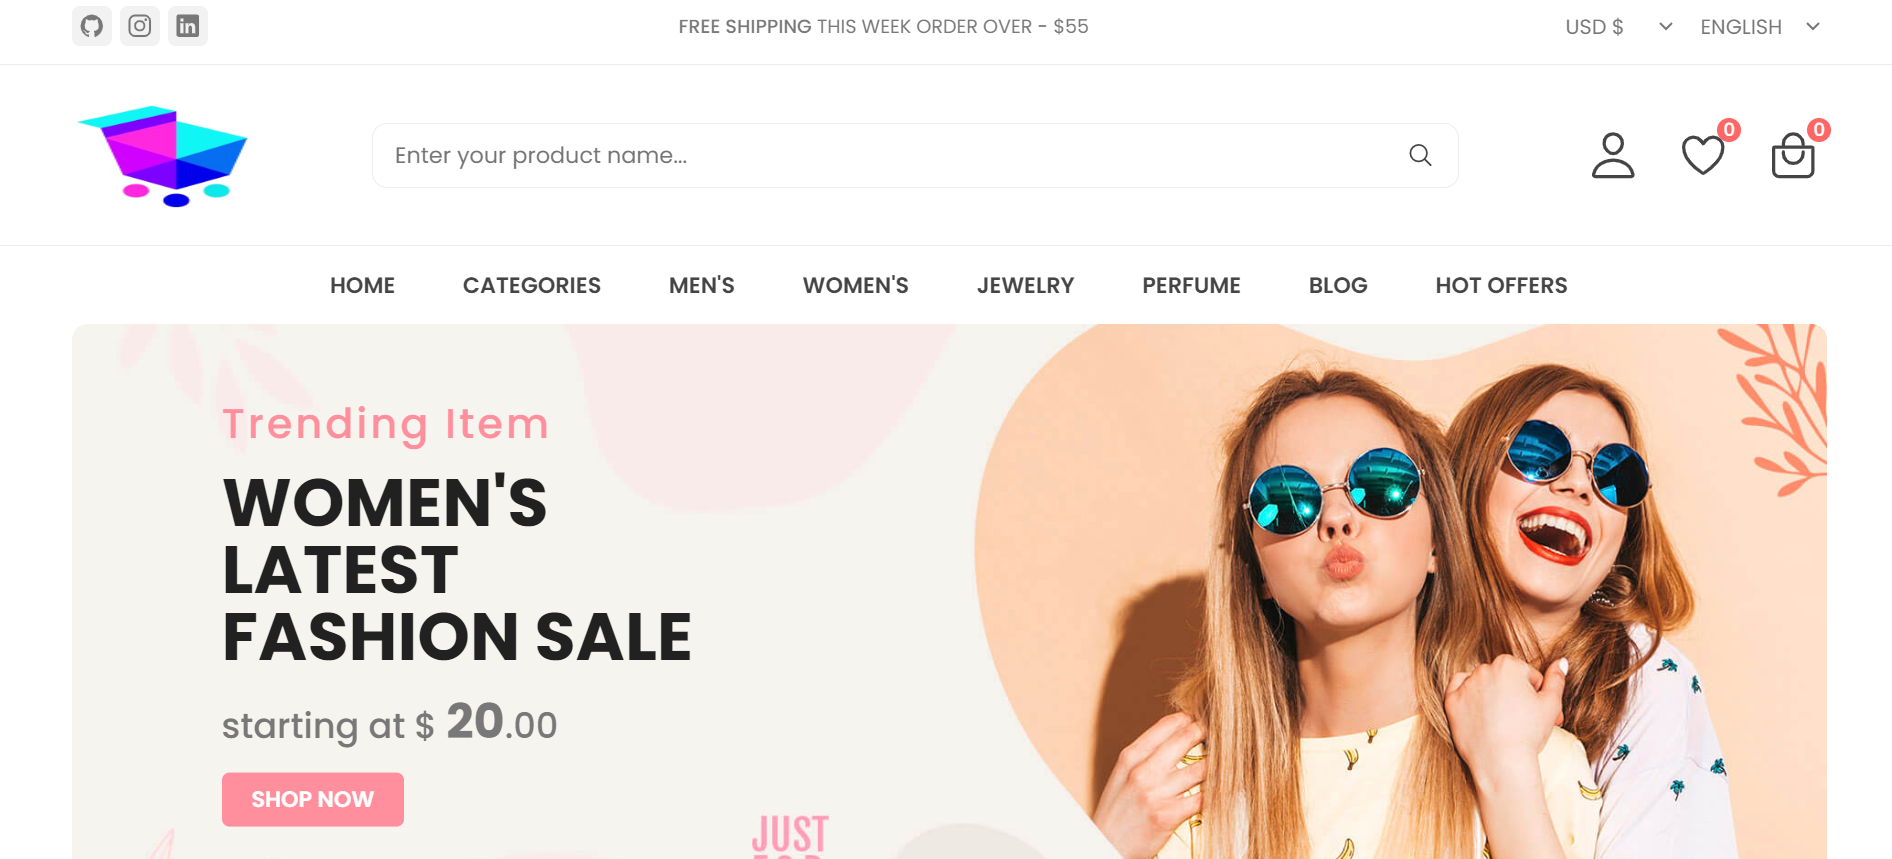 FREE SHIPPING THIS WEEK ORDER OVER - $55
USD $
ENGLISH
Enter your product name...
0
0
HOME CATEGORIES MEN'S WOMEN'S JEWELRY PERFUME BLOG HOT OFFERS
Trending Item
WOMEN'S
LATEST
FASHION SALE
starting at $ 20.00
SHOP NOW
JUST